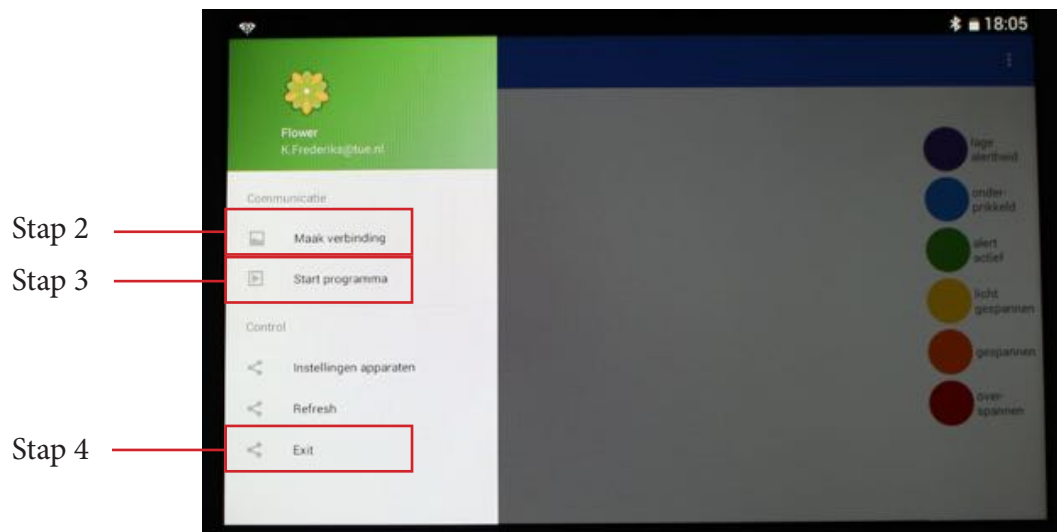 18:05
Flower
K.Frederiks@tue.nl
Communicatie
Stap 2
Maak verbinding
Stap 3
Start programma
Control
Instellingen apparaten
Refresh
Stap 4
Exit
lage
alertheid
onder-
prikkeld
alert
actief
licht
gespannen
gespannen
over-
spannen